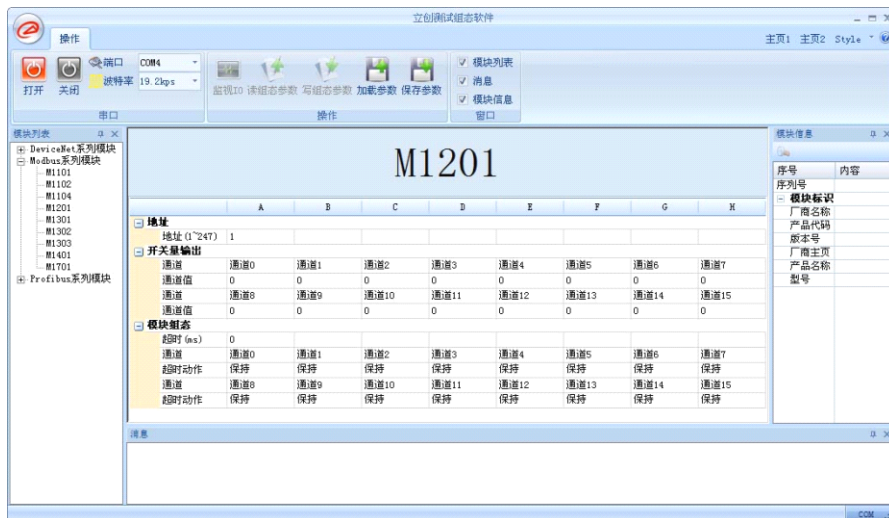 立创测试组态软件
操作
主页1 主页2 Style
打开 关闭 端口 COM4
波特率 19.2kps
串口
监视IO 读组态参数 写组态参数 加载参数 保存参数
操作
模块列表
消息
模块信息
窗口
模块列表
DeviceNet系列模块
Modbus系列模块
M1101
M1102
M1104
M1201
M1301
M1302
M1303
M1401
M1701
Profibus系列模块
M1201
A B C D E F G H
地址
地址(1~247) 1
开关量输出
通道 通道0 通道1 通道2 通道3 通道4 通道5 通道6 通道7
通道值 0 0 0 0 0 0 0 0
通道 通道8 通道9 通道10 通道11 通道12 通道13 通道14 通道15
通道值 0 0 0 0 0 0 0 0
模块组态
超时(ms) 0
通道 通道0 通道1 通道2 通道3 通道4 通道5 通道6 通道7
超时动作 保持 保持 保持 保持 保持 保持 保持 保持
通道 通道8 通道9 通道10 通道11 通道12 通道13 通道14 通道15
超时动作 保持 保持 保持 保持 保持 保持 保持 保持
模块信息
序号 内容
序列号
模块标识
厂商名称
产品代码
版本号
厂商主页
产品名称
型号
消息
COM